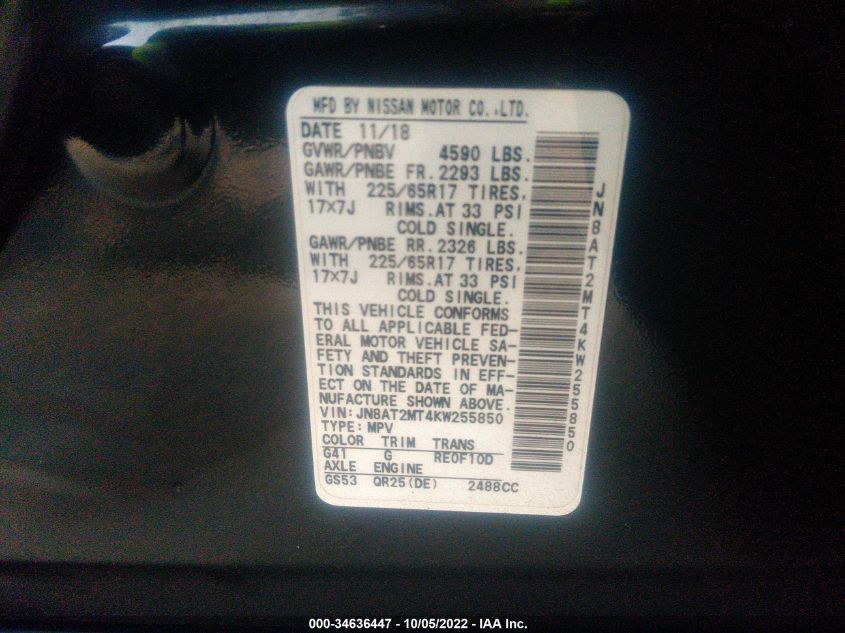 MFD BY NISSAN MOTOR CO.,LTD.
DATE 11/18
GVWR/PNBV 4590 LBS.
GAWR/PNBE FR. 2293 LBS.
WITH 225/65R17 TIRES,
17×7J RIMS.AT 33 PSI
COLD SINGLE.
GAWR/PNBE RR. 2326 LBS.
WITH 225/65R17 TIRES,
17×7J RIMS.AT 33 PSI
COLD SINGLE.
THIS VEHICLE CONFORMS
TO ALL APPLICABLE FED-
ERAL MOTOR VEHICLE SA-
FETY AND THEFT PREVEN-
TION STANDARDS IN EFF-
ECT ON THE DATE OF MA-
NUFACTURE SHOWN ABOVE.
VIN:JN8AT2MT4KW255850
TYPE:MPV
COLOR TRIM TRANS
G41 G RE0F10D
AXLE ENGINE
GS53 QR25(DE) 2488CC
JN8AT2MT4KW255850
000-34636447 - 10/05/2022 - IAA Inc.